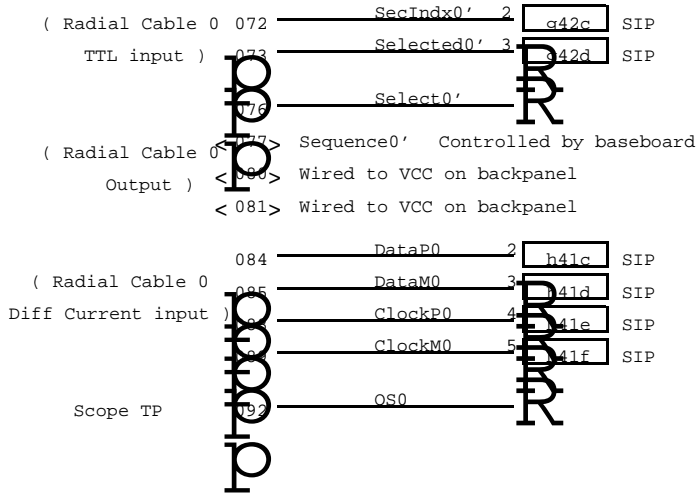 ( Radial Cable 0 072 SecIndx0' 2 g42c SIP
TTL input ) 073 Selected0' 3 g42d SIP
p R
076 Select0'
p R
< 077> Sequence0' Controlled by baseboard
( Radial Cable 0
p
Output ) < 080> Wired to VCC on backpanel
< 081> Wired to VCC on backpanel
084 DataP0 2 h41c SIP
( Radial Cable 0 085 DataM0 3 h41d SIP
Diff Current input ) ClockP0 4 h41e SIP
ClockM0 5 h41f SIP
p R
p R
p R
Scope TP 092 OS0
p R
p